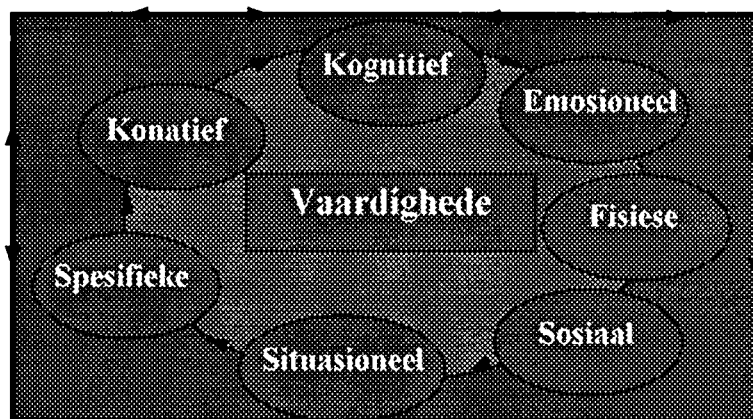 Kognitief
Emosioneel
Konatief
Vaardighede
Fisiese
Spesifieke
Sosiaal
Situasioneel